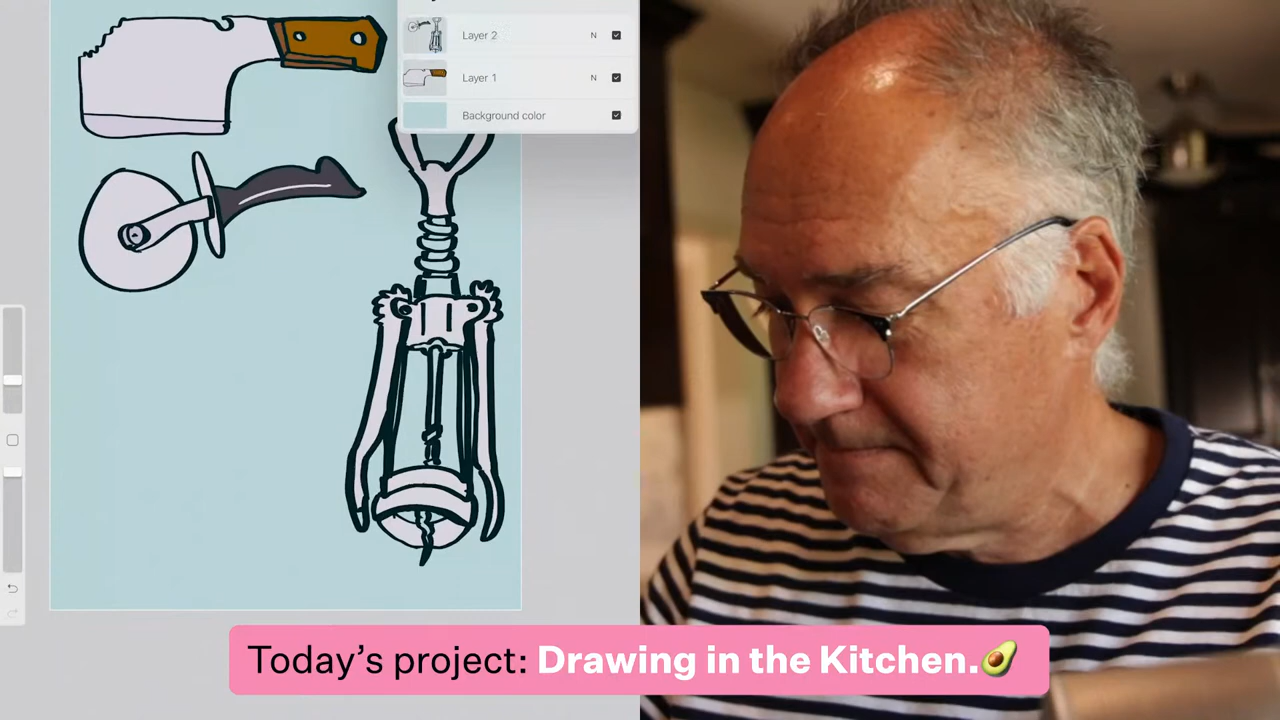 Layer 2
N
Layer 1
N
Background color
Today's project: Drawing in the Kitchen.🥑